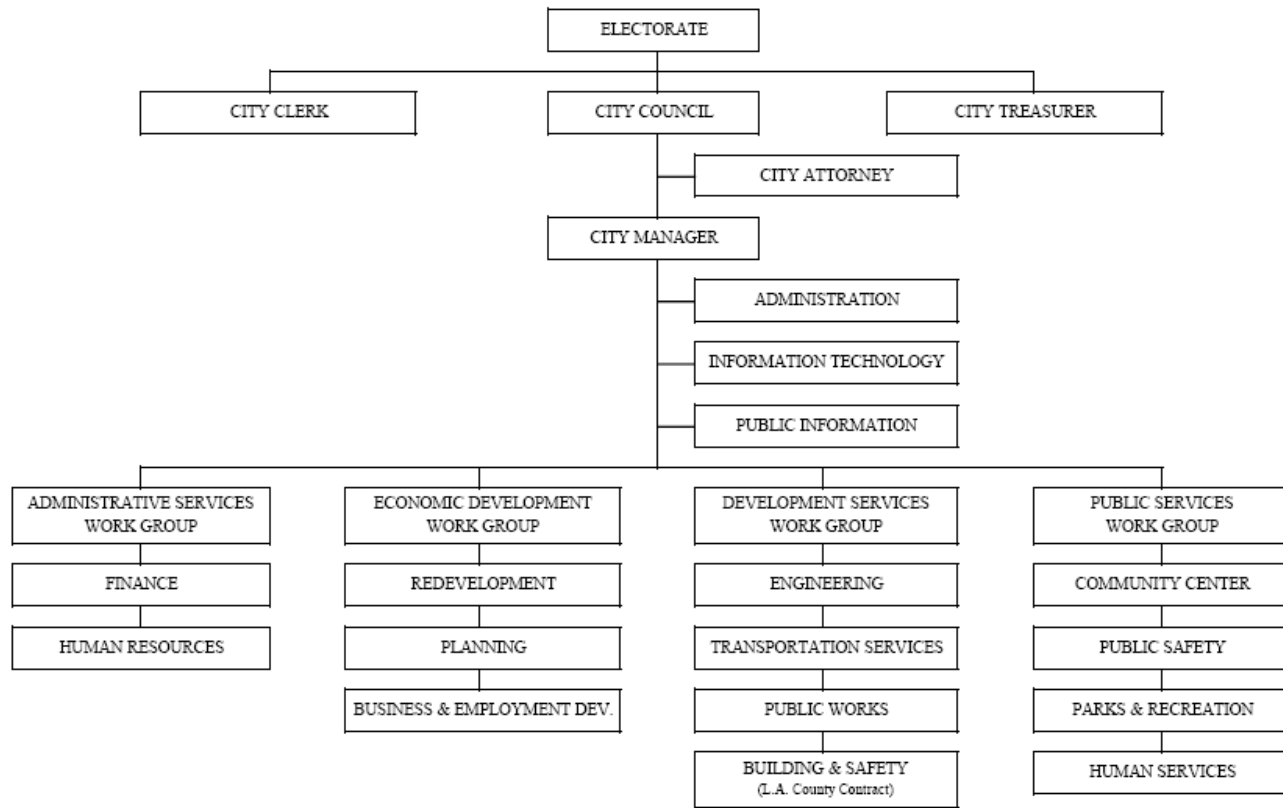 ELECTORATE
CITY CLERK
CITY COUNCIL
CITY TREASURER
CITY ATTORNEY
CITY MANAGER
ADMINISTRATION
INFORMATION TECHNOLOGY
PUBLIC INFORMATION
ADMINISTRATIVE SERVICES
WORK GROUP
ECONOMIC DEVELOPMENT
WORK GROUP
DEVELOPMENT SERVICES
WORK GROUP
PUBLIC SERVICES
WORK GROUP
FINANCE
REDEVELOPMENT
ENGINEERING
COMMUNITY CENTER
HUMAN RESOURCES
PLANNING
TRANSPORTATION SERVICES
PUBLIC SAFETY
BUSINESS & EMPLOYMENT DEV.
PUBLIC WORKS
PARKS & RECREATION
BUILDING & SAFETY
(L.A. County Contract)
HUMAN SERVICES